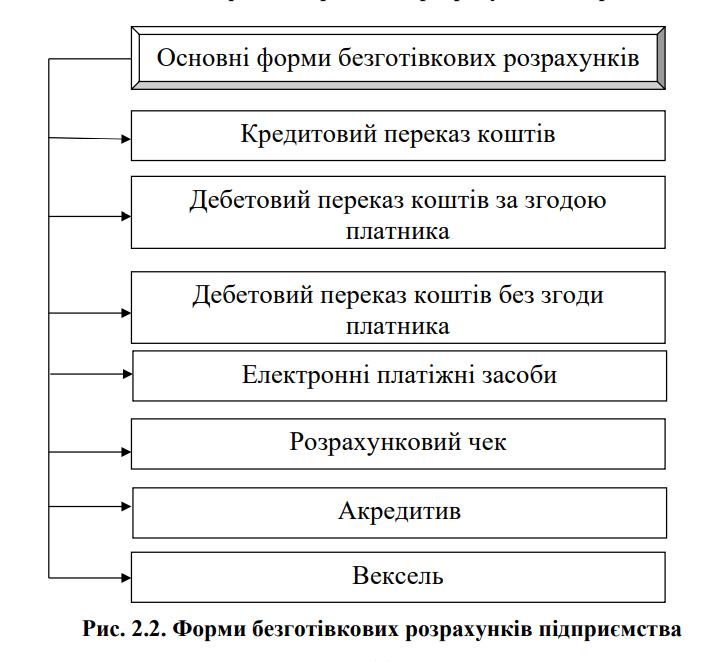 Основні форми безготівкових розрахунків
Кредитовий переказ коштів
Дебетовий переказ коштів за згодою
платника
Дебетовий переказ коштів без згоди
платника
Електронні платіжні засоби
Розрахунковий чек
Акредитив
Вексель
Рис. 2.2. Форми безготівкових розрахунків підприємства